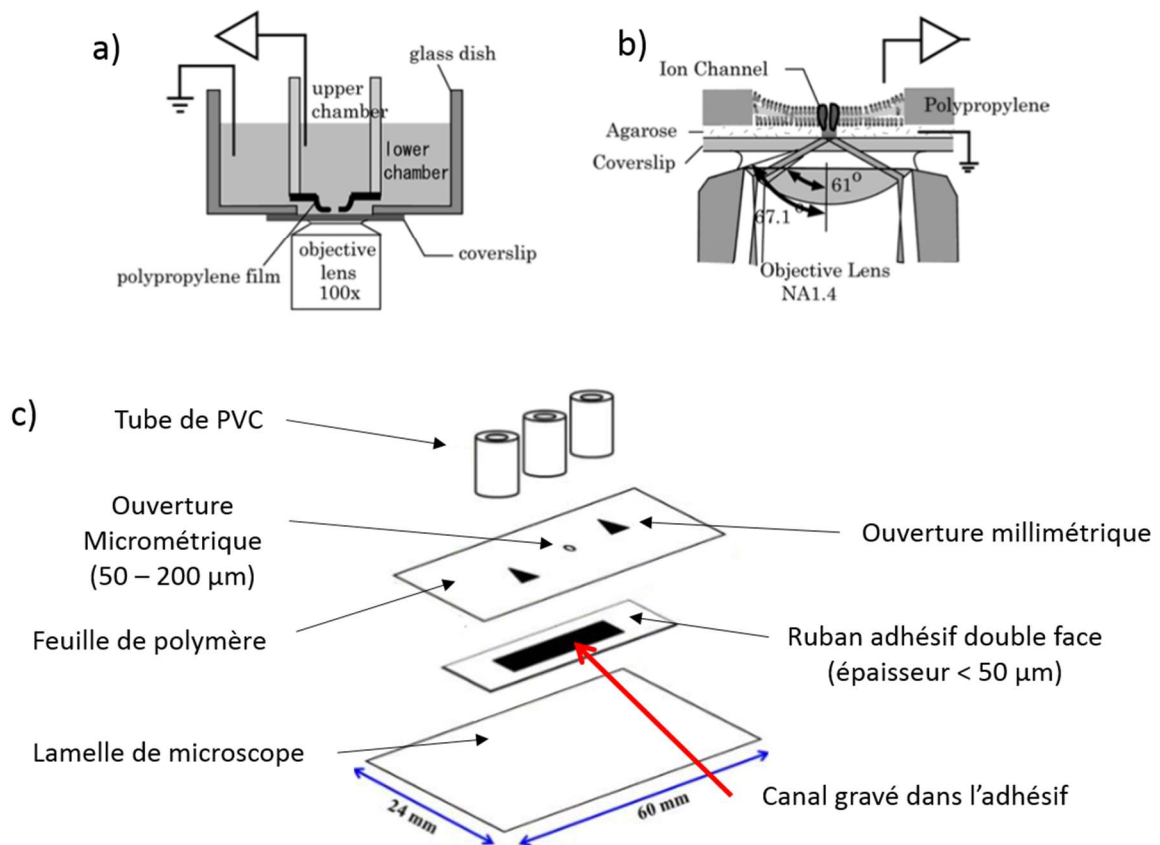 a)
glass dish
upper
chamber
lower
chamber
polypropylene film
objective
lens
100x
coverslip
b)
Ion Channel
Polypropylene
Agarose
Coverslip
61°
67.1°
Objective Lens
NA1.4
c)
Tube de PVC
Ouverture
Micrométrique
(50 – 200 µm)
Ouverture millimétrique
Feuille de polymère
Ruban adhésif double face
(épaisseur < 50 µm)
Lamelle de microscope
24 mm
60 mm
Canal gravé dans l’adhésif